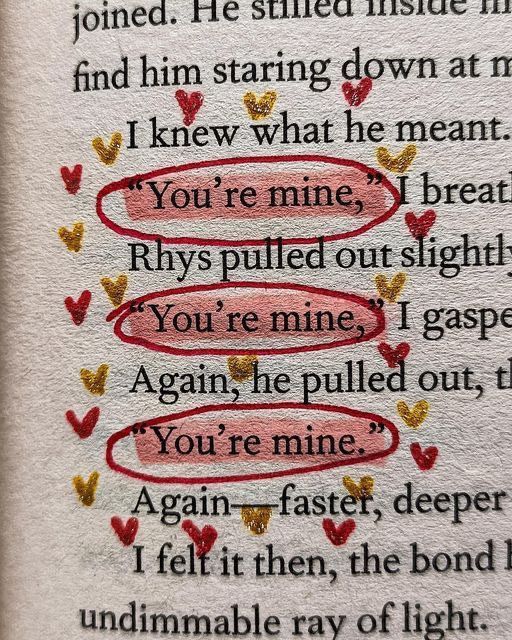 joined. He stilled inside
find him staring down at
I knew what he meant.
“You’re mine,” I
Rhys pulled out slightly
“You’re mine,” I
Again, he pulled out,
“You’re mine.”
Again—faster, deeper
I felt it then, the bond
undimmable ray of light.